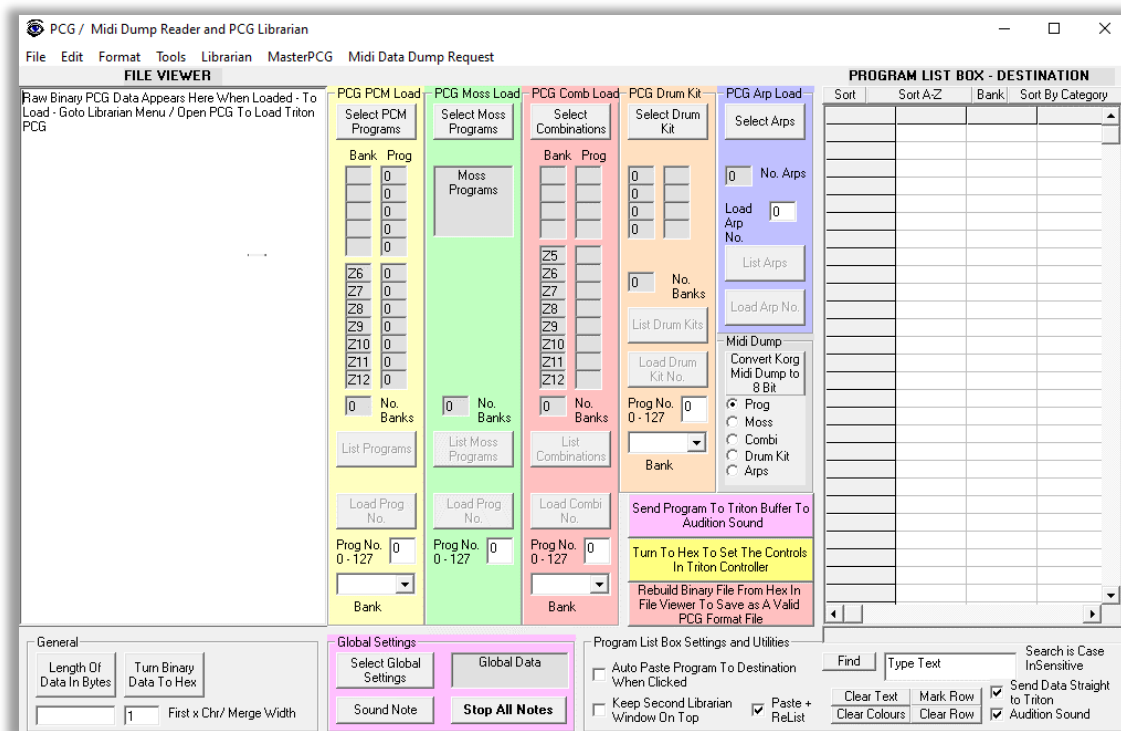 PCG / Midi Dump Reader and PCG Librarian
File Edit Format Tools Librarian MasterPCG Midi Data Dump Request
FILE VIEWER
PROGRAM LIST BOX - DESTINATION
Raw Binary PCG Data Appears Here When Loaded - To
Load - Goto Librarian Menu / Open PCG To Load Triton
PCG
PCG PCM Load
Select PCM
Programs
Bank Prog
0
0
0
0
0
Z6 0
Z7 0
Z8 0
Z9 0
Z10 0
Z11 0
Z12 0
0 No.
Banks
List Programs
Load Prog
No.
Prog No. 0
0 - 127
Bank
PCG Moss Load
Select Moss
Programs
Moss
Programs
0 No.
Banks
List Moss
Programs
Load Prog
No.
Prog No. 0
0 - 127
PCG Comb Load
Select
Combinations
Bank Prog
Z5
Z6
Z7
Z8
Z9
Z10
Z11
Z12
0 No.
Banks
List
Combinations
Load Combi
No.
Prog No. 0
0 - 127
Bank
PCG Drum Kit
Select Drum
Kit
0
0
0
0
0 No.
Banks
List Drum Kits
Load Drum
Kit No.
Prog No. 0
0 - 127
Bank
PCG Arp Load
Select Arps
0 No. Arps
Load 0
Arp
No.
List Arps
Load Arp No.
Midi Dump
Convert Korg
Midi Dump to
8 Bit
Prog
Moss
Combi
Drum Kit
Arps
Send Program To Triton Buffer To
Audition Sound
Turn To Hex To Set The Controls
In Triton Controller
Rebuild Binary File From Hex In
File Viewer To Save as A Valid
PCG Format File
Sort Sort A-Z Bank Sort By Category
General
Length Of
Data In Bytes
Turn Binary
Data To Hex
1 First x Chr/ Merge Width
Global Settings
Select Global
Settings
Global Data
Sound Note
Stop All Notes
Program List Box Settings and Utilities
Auto Paste Program To Destination
When Clicked
Keep Second Librarian
Window On Top
Paste +
ReList
Find Type Text
Search is Case
InSensitive
Clear Text Mark Row
Clear Colours Clear Row
Send Data Straight
to Triton
Audition Sound